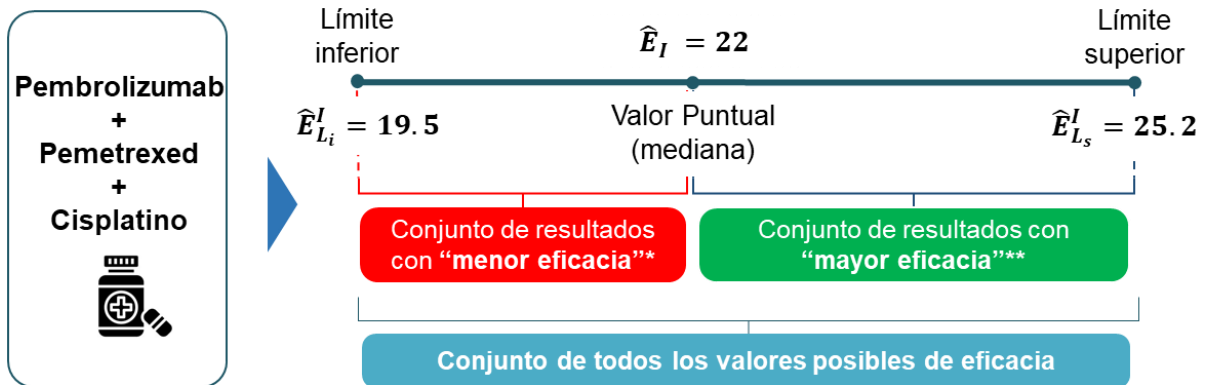 Pembrolizumab
+
Pemetrexed
+
Cisplatino
Límite
inferior
Ê_I = 22
Límite
superior
Ê^I_{L_i} = 19.5
Valor Puntual
(mediana)
Ê^I_{L_s} = 25.2
Conjunto de resultados
con “menor eficacia”*
Conjunto de resultados con
“mayor eficacia”**
Conjunto de todos los valores posibles de eficacia